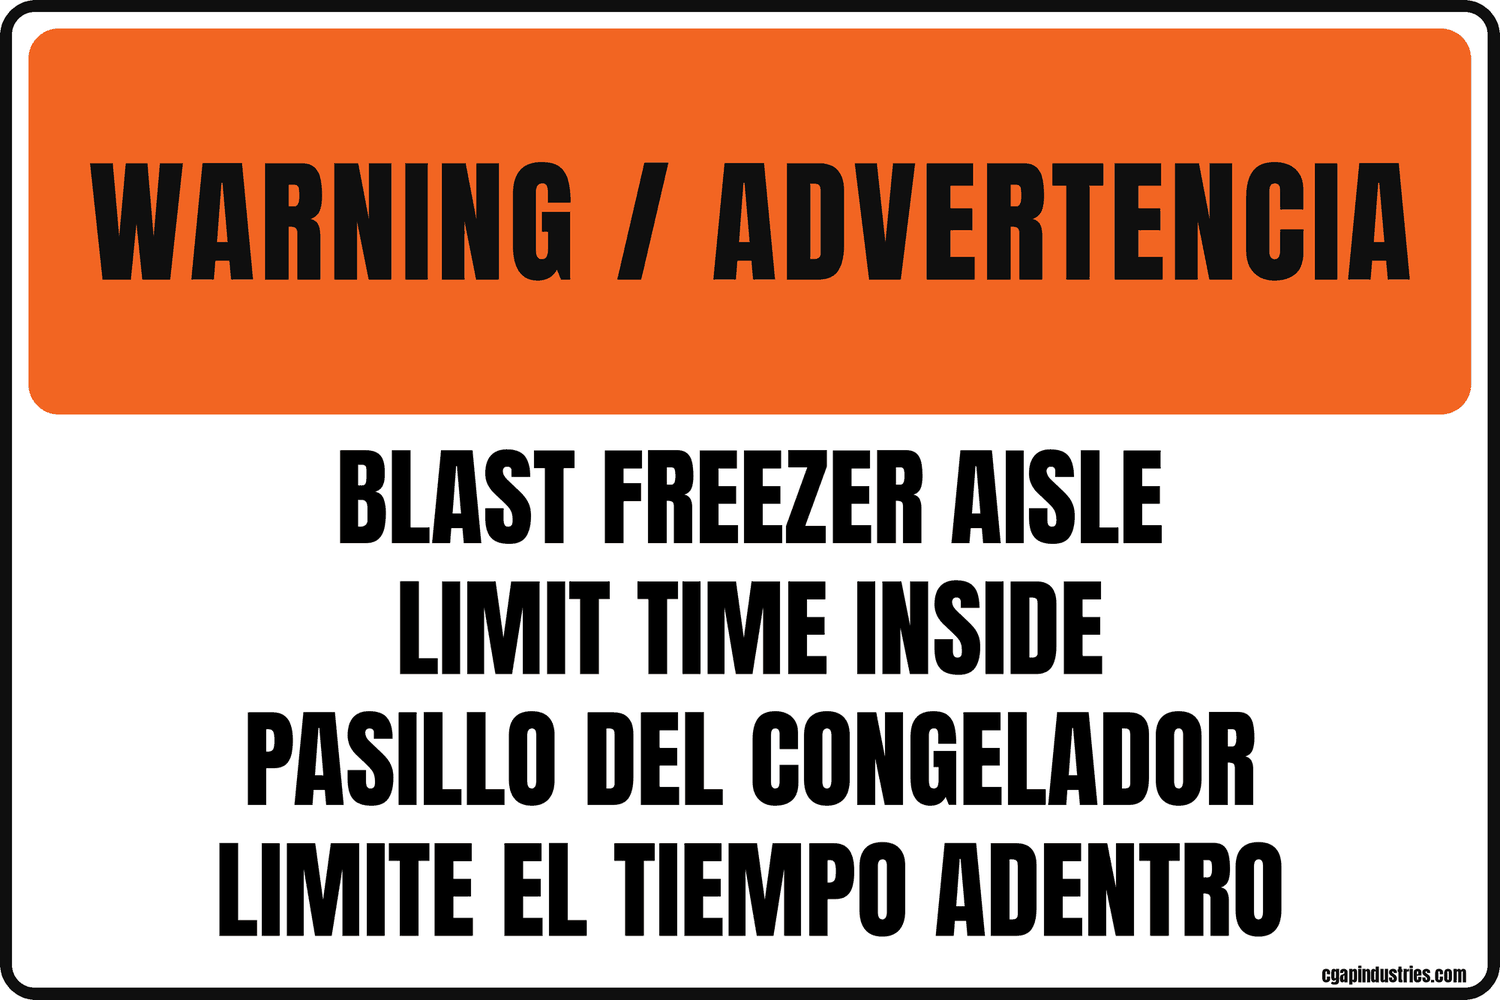 WARNING / ADVERTENCIA
BLAST FREEZER AISLE
LIMIT TIME INSIDE
PASILLO DEL CONGELADOR
LIMITE EL TIEMPO ADENTRO
cgapindustries.com